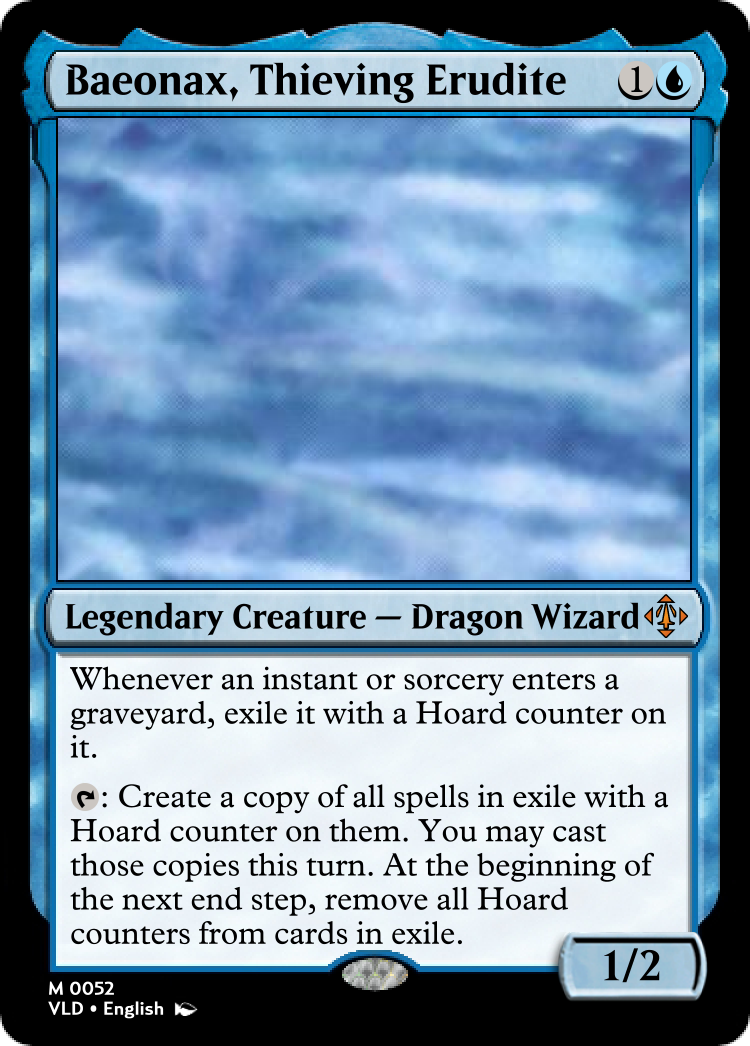 Baeonax, Thieving Erudite 1
Legendary Creature — Dragon Wizard
Whenever an instant or sorcery enters a
graveyard, exile it with a Hoard counter on
it.
: Create a copy of all spells in exile with a
Hoard counter on them. You may cast
those copies this turn. At the beginning of
the next end step, remove all Hoard
counters from cards in exile.
1/2
M 0052
VLD • English